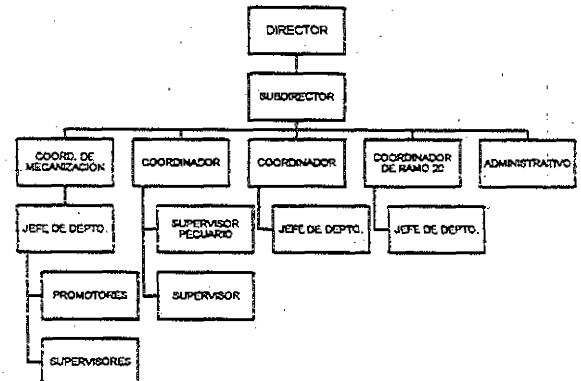 DIRECTOR
SUBDIRECTOR
COORD. DE
MECANIZACIÓN
COORDINADOR
COORDINADOR
COORDINADOR
DE RAMO 20
ADMINISTRATIVO
JEFE DE DEPTO.
SUPERVISOR
PECUARIO
JEFE DE DEPTO.
JEFE DE DEPTO.
PROMOTORES
SUPERVISOR
SUPERVISORES